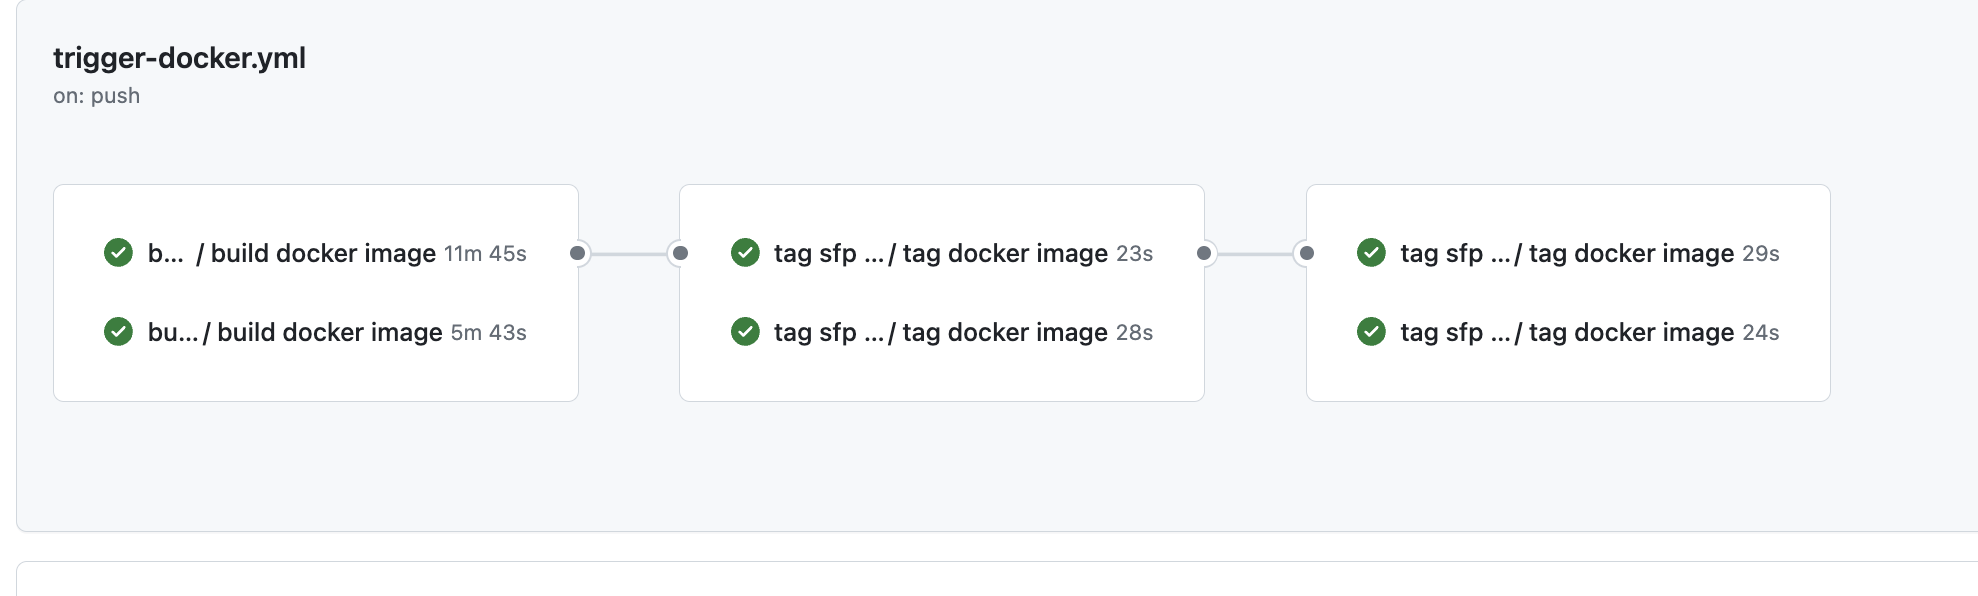 trigger-docker.yml
on: push
b... / build docker image 11m 45s
bu... / build docker image 5m 43s
tag sfp ... / tag docker image 23s
tag sfp ... / tag docker image 28s
tag sfp ... / tag docker image 29s
tag sfp ... / tag docker image 24s